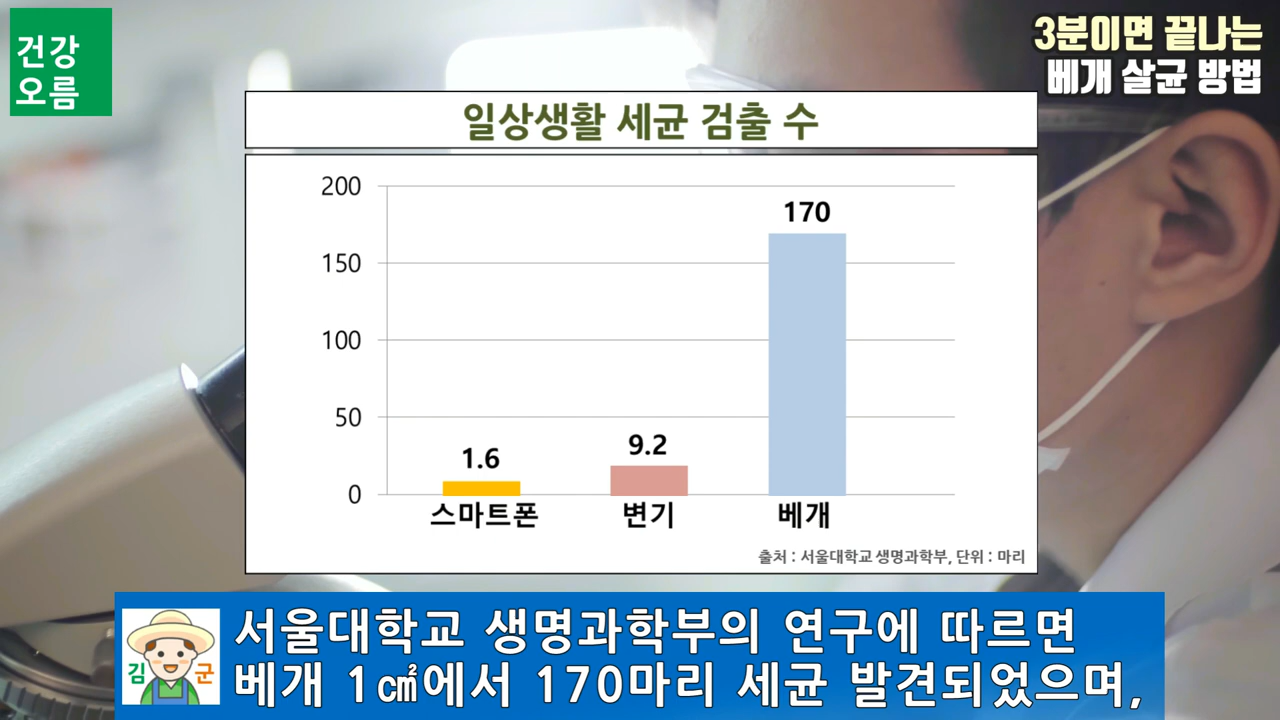 건강
오름
3분이면 끝나는
베개 살균 방법
일상생활 세균 검출 수
200
150
100
50
0
1.6
9.2
170
스마트폰
변기
베개
출처 : 서울대학교 생명과학부, 단위 : 마리
김 군
서울대학교 생명과학부의 연구에 따르면
베개 1㎠에서 170마리 세균 발견되었으며,